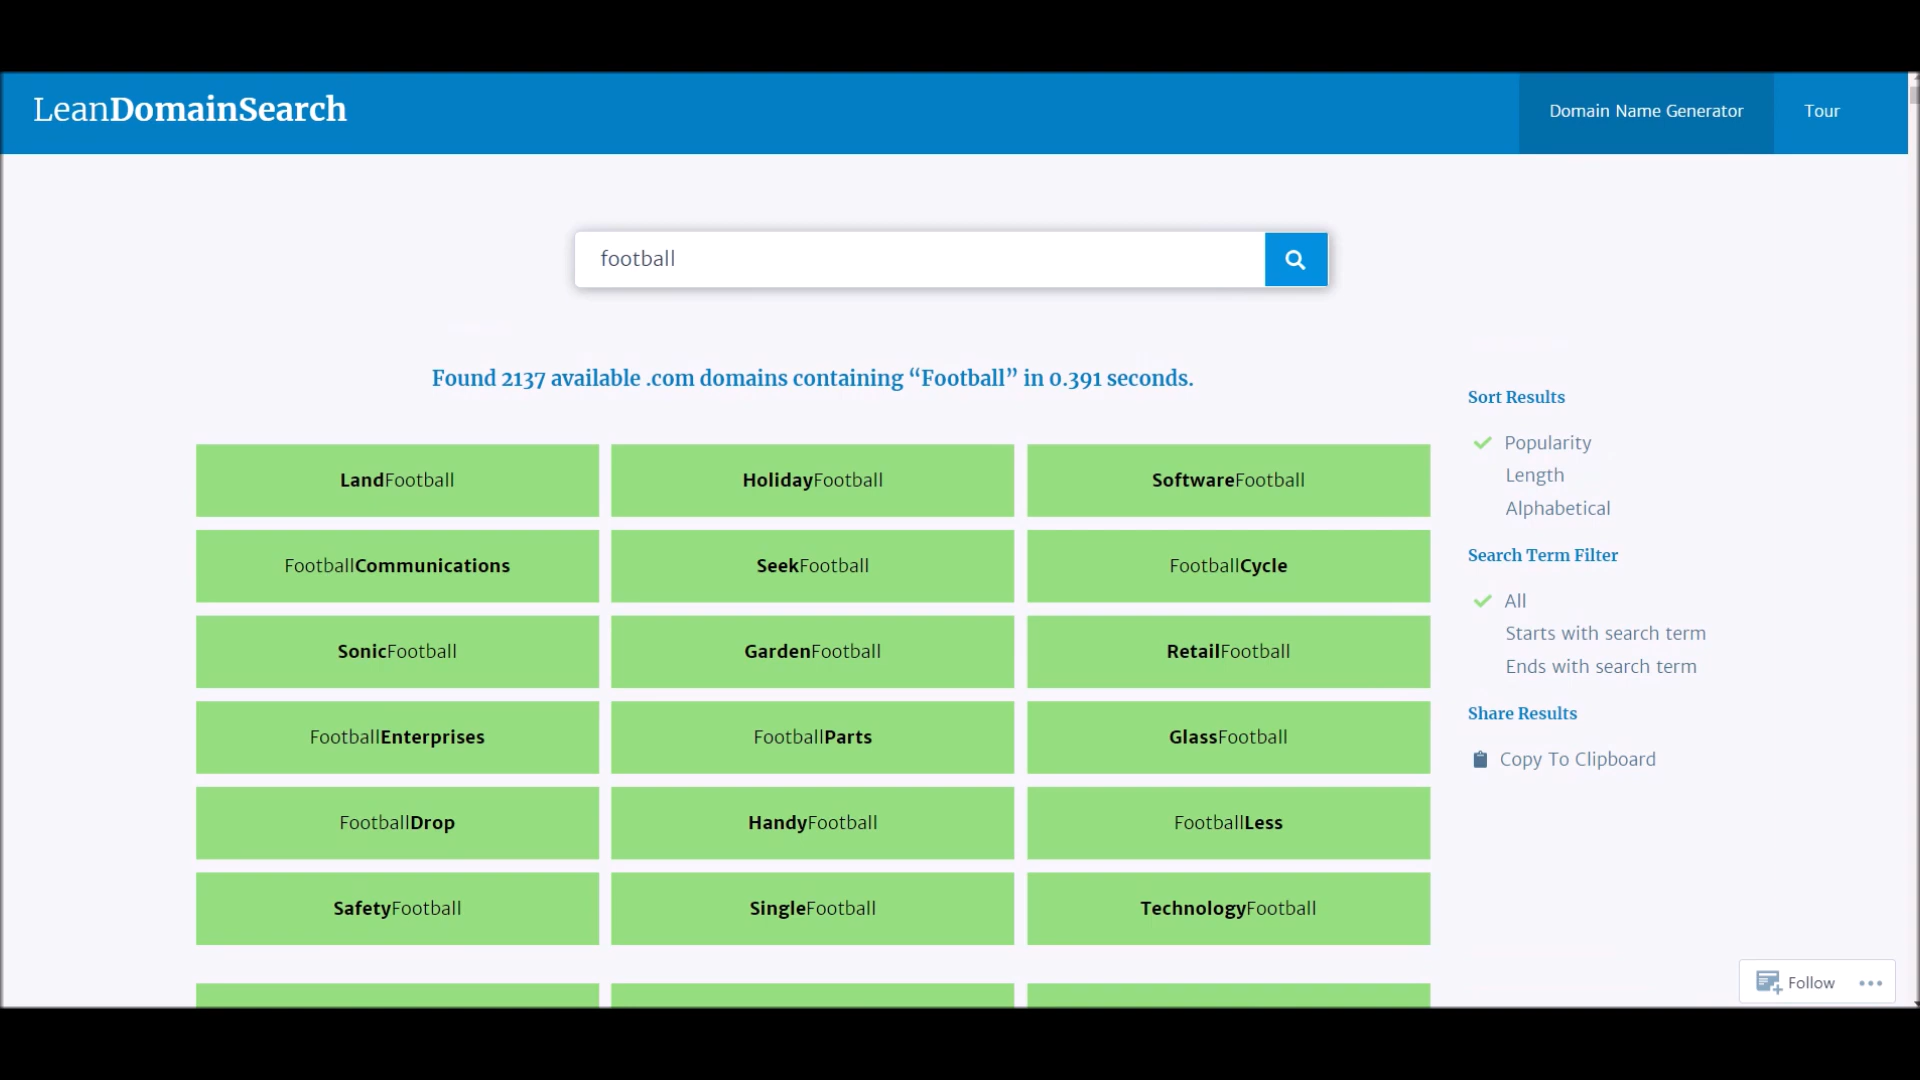 LeanDomainSearch
Domain Name Generator
Tour
football
Found 2137 available .com domains containing “Football” in 0.391 seconds.
LandFootball
HolidayFootball
SoftwareFootball
FootballCommunications
SeekFootball
FootballCycle
SonicFootball
GardenFootball
RetailFootball
FootballEnterprises
FootballParts
GlassFootball
FootballDrop
HandyFootball
FootballLess
SafetyFootball
SingleFootball
TechnologyFootball
Sort Results
Popularity
Length
Alphabetical
Search Term Filter
All
Starts with search term
Ends with search term
Share Results
Copy To Clipboard
Follow